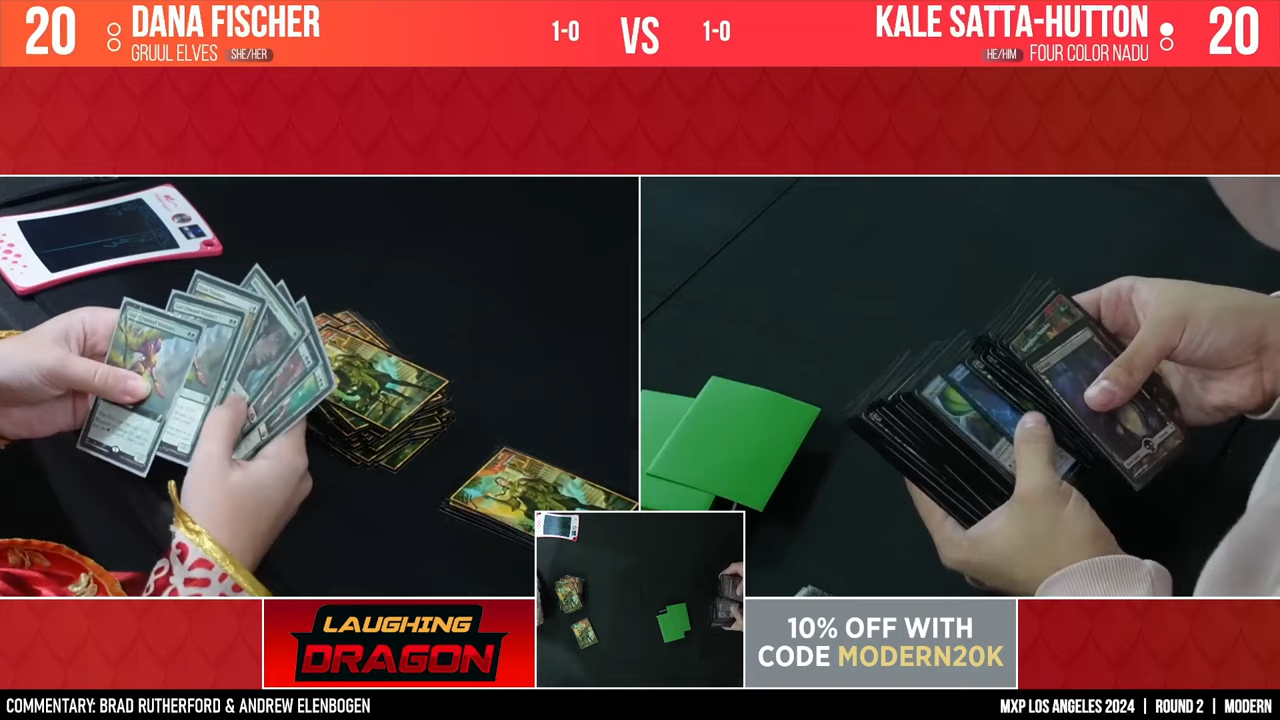 20
DANA FISCHER
GRUUL ELVES SHE/HER
1-0 VS 1-0
KALE SATTA-HUTTON
HE/HIM FOUR COLOR NADU
20
LAUGHING
DRAGON
10% OFF WITH
CODE MODERN20K
COMMENTARY: BRAD RUTHERFORD & ANDREW ELENBOGEN
MXP LOS ANGELES 2024 | ROUND 2 | MODERN